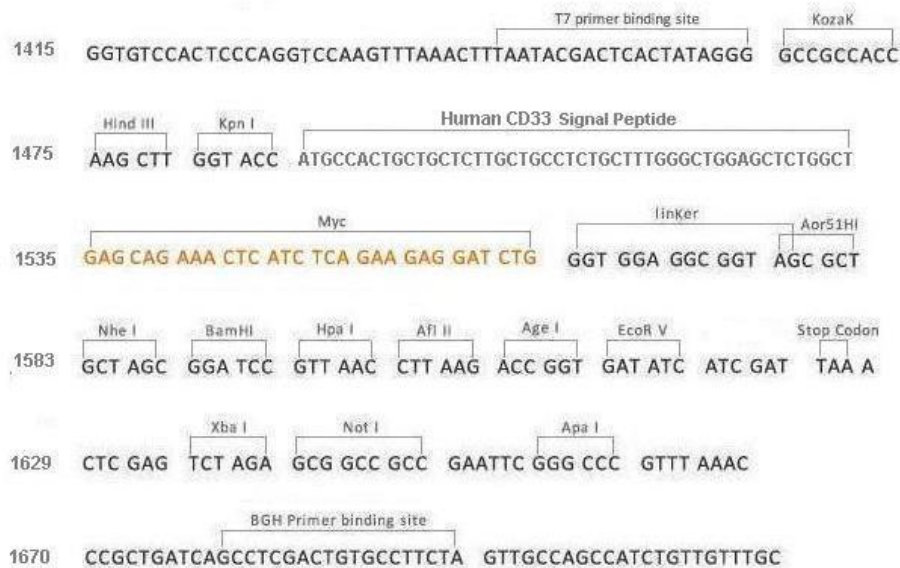 T7 primer binding site KozaK
1415 GGTGTCCACTCCCAGGTCCAAGTTTAAACTTTAATACGACTCACTATAGGG GCCGCCACC
Hind III Kpn I Human CD33 Signal Peptide
1475 AAG CTT GGT ACC ATGCCACTGCTGCTCTTGCTGCCTCTGCTTTGGGCTGGAGCTCTGGCT
Myc linKer Aor51HI
1535 GAG CAG AAA CTC ATC TCA GAA GAG GAT CTG GGT GGA GGC GGT AGC GCT
Nhe I BamHI Hpa I Afl II Age I EcoR V Stop Codon
1583 GCT AGC GGA TCC GTT AAC CTT AAG ACC GGT GAT ATC ATC GAT TAA A
Xba I Not I Apa I
1629 CTC GAG TCT AGA GCG GCC GCC GAATTC GGG CCC GTTT AAAC
BGH Primer binding site
1670 CCGCTGATCAGCCTCGACTGTGCCTTCTA GTTGCCAGCCATCTGTTGTTTGC